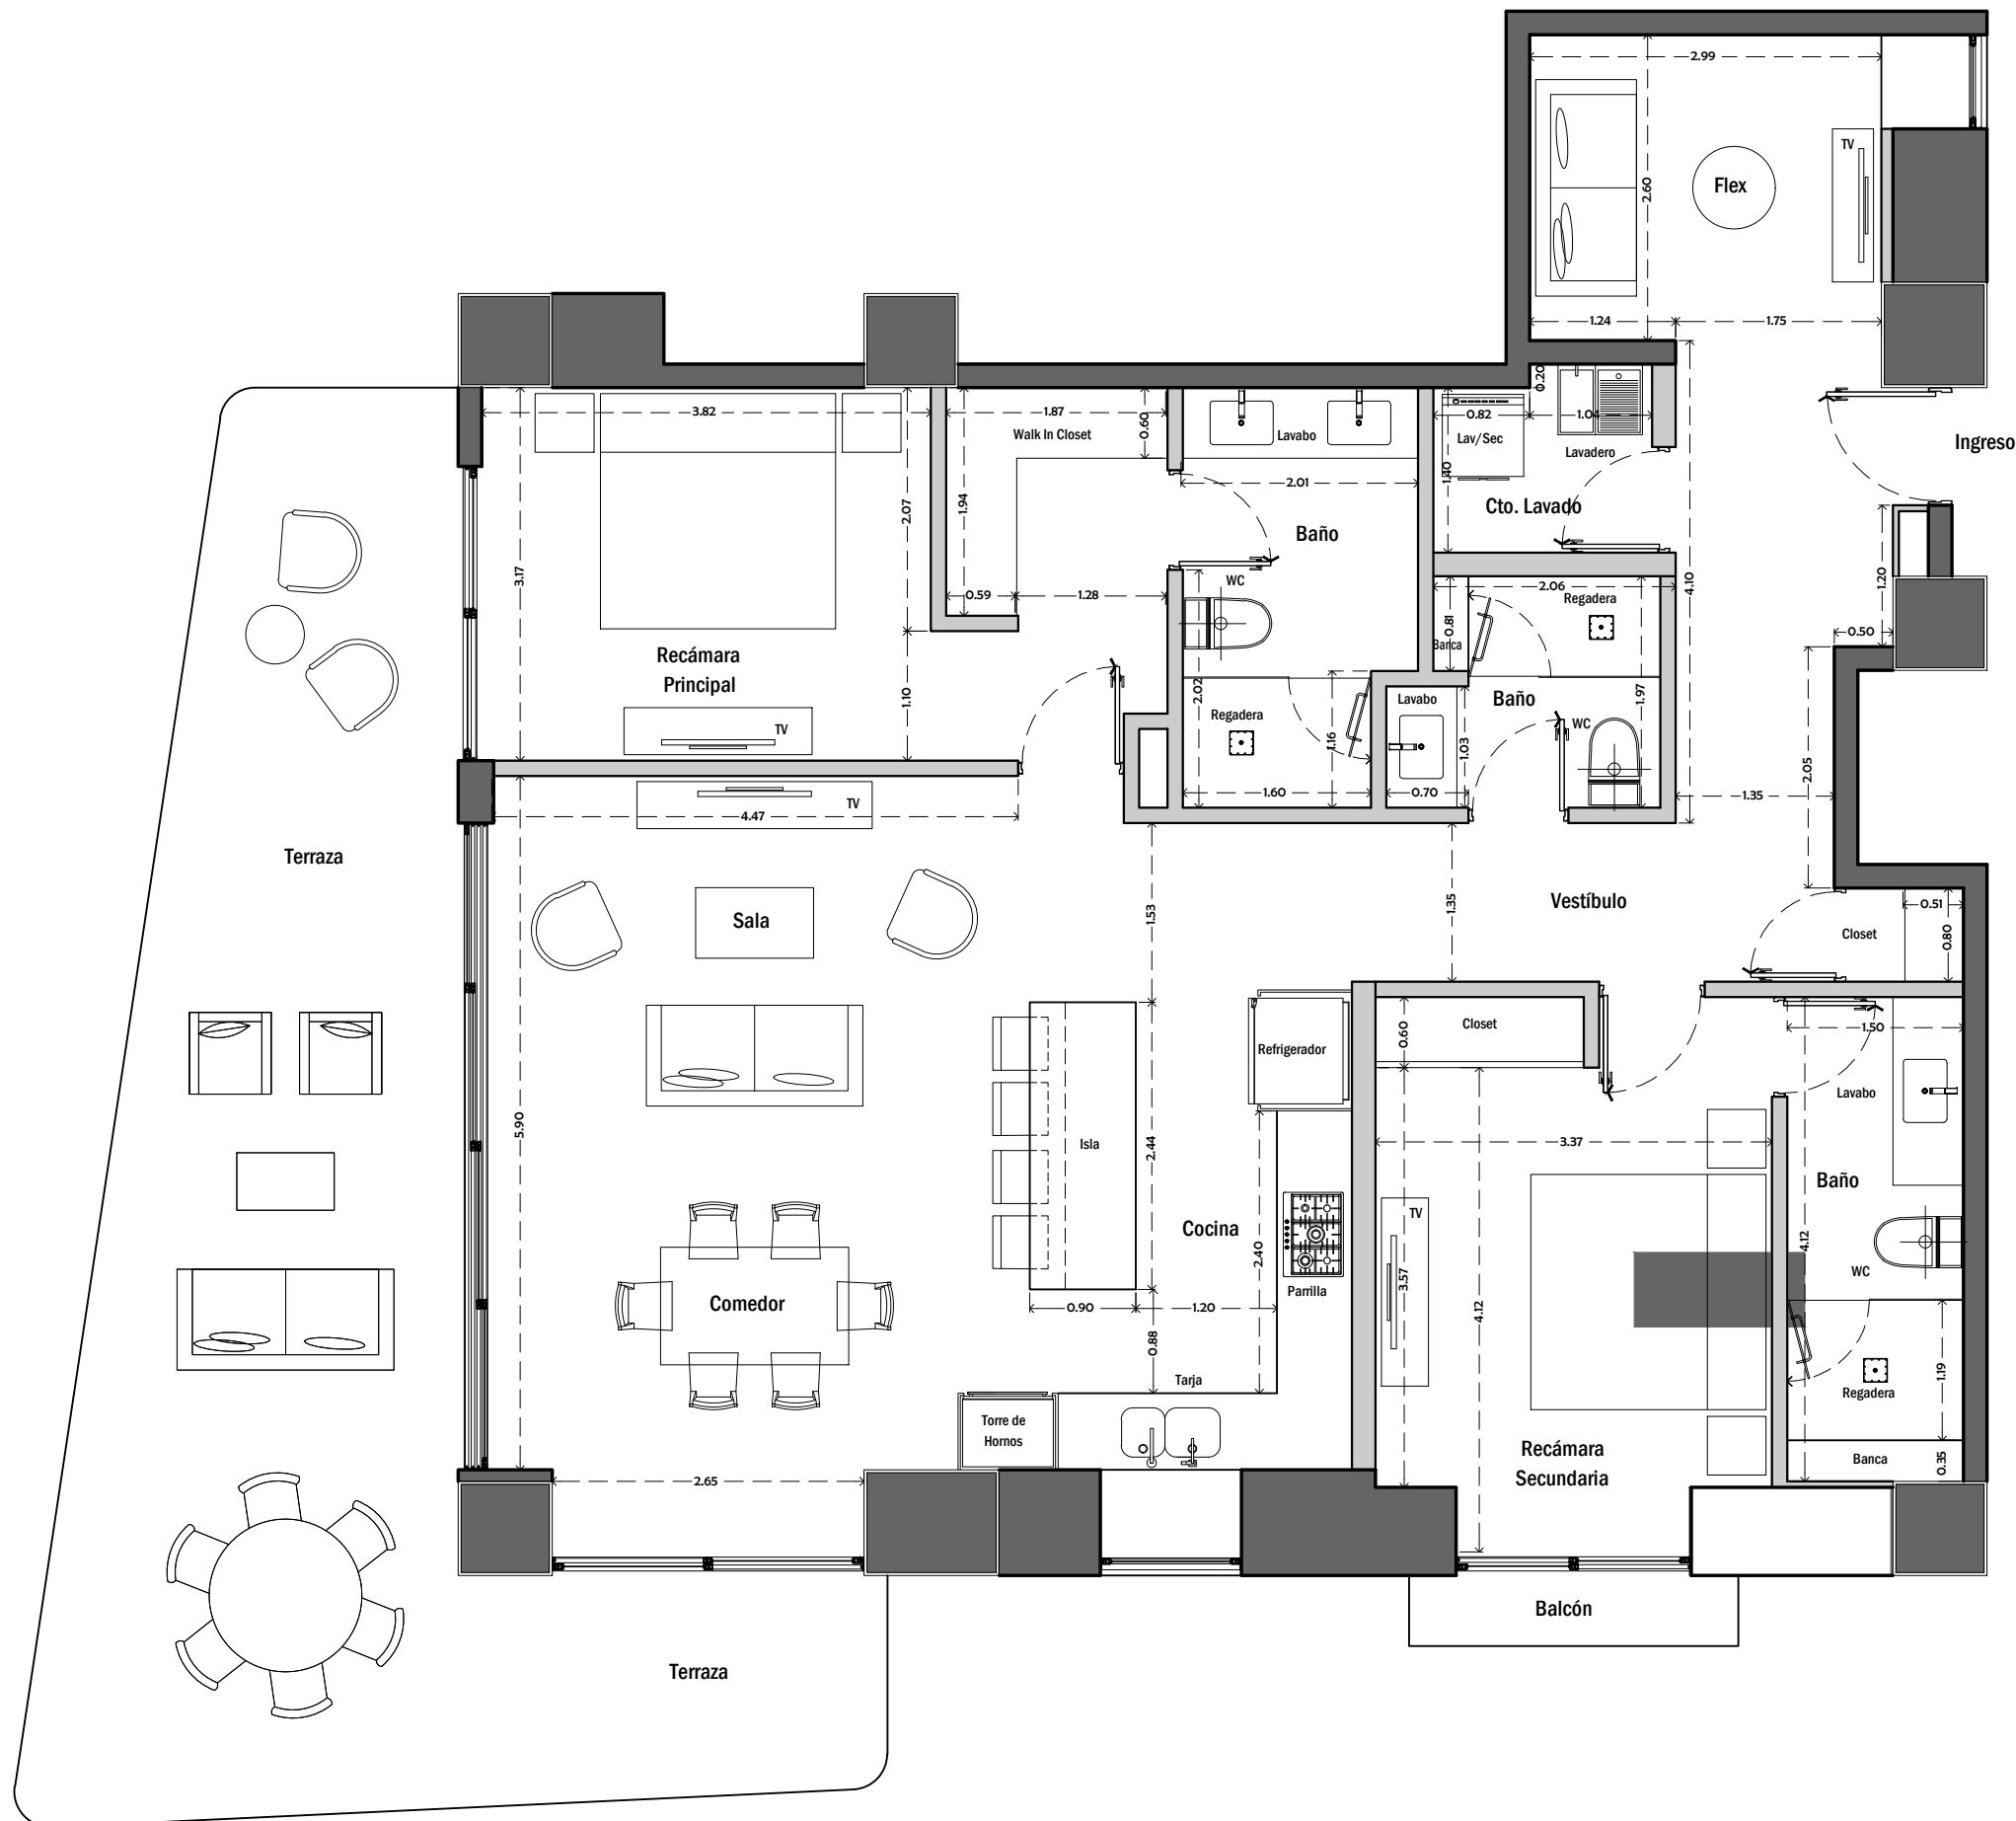 2.99
TV
Flex
2.60
1.24
1.75
Ingreso
3.82
1.87
Walk In Closet
0.60
Lavabo
0.82
0.20
1.04
Lav/Sec
Lavadero
1.40
Cto. Lavado
2.01
Baño
WC
3.17
2.07
1.94
0.59
1.28
2.06
Regadera
0.81
Banca
4.10
1.20
0.50
Recámara
Principal
1.10
TV
2.02
Regadera
1.16
1.60
Lavabo
Baño
WC
1.97
1.03
0.70
2.05
1.35
TV
4.47
Terraza
Sala
1.53
1.35
Vestíbulo
0.51
Closet
0.80
Refrigerador
0.60
Closet
1.50
Lavabo
5.90
Isla
2.44
3.37
Baño
TV
Cocina
2.40
4.12
WC
Parrilla
3.57
4.12
Comedor
0.90
1.20
0.88
Tarja
1.19
Regadera
Torre de
Hornos
Recámara
Secundaria
Banca
0.35
2.65
Balcón
Terraza